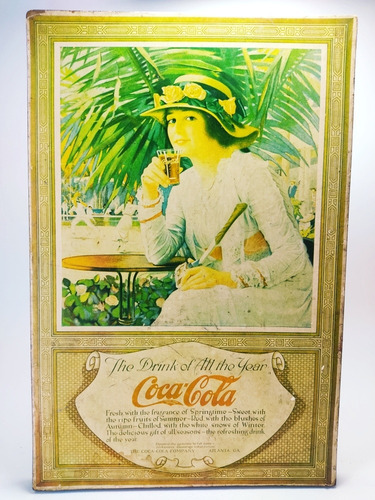 The Drink of All the Year
Coca-Cola
Fresh with the fragrance of Springtime—Sweet with
the ripe fruits of Summer—Red with the blushes of
Autumn—Chilled with the white snows of Winter.
The delicious gift of all seasons—the refreshing drink
of the year.
THE COCA-COLA COMPANY ATLANTA, GA.